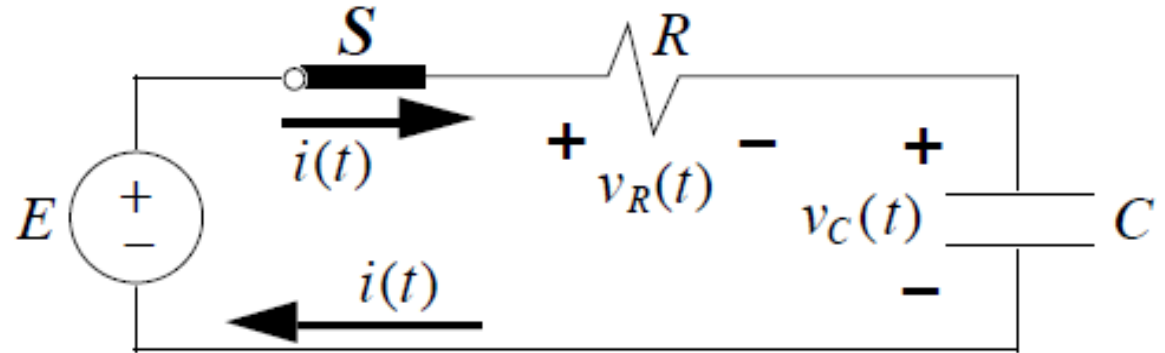 S
R
i(t)
+ −
v_R(t)
+
v_C(t)
−
C
E
+
−
i(t)